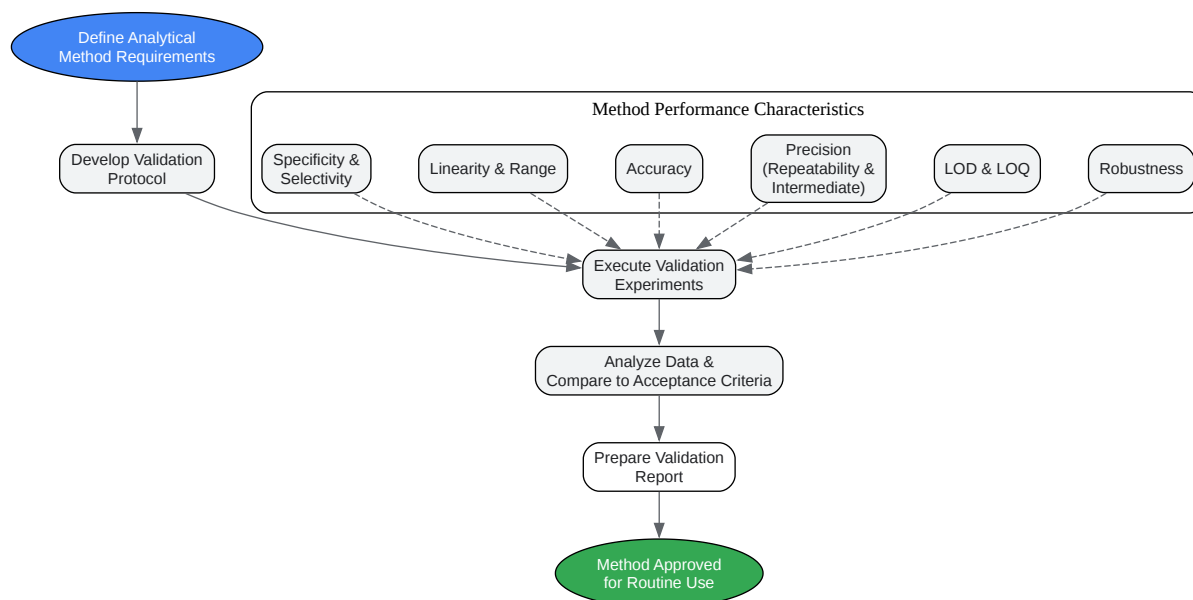 Define Analytical
Method Requirements
Method Performance Characteristics
Develop Validation
Protocol
Specificity &
Selectivity
Linearity & Range
Accuracy
Precision
(Repeatability &
Intermediate)
LOD & LOQ
Robustness
Execute Validation
Experiments
Analyze Data &
Compare to Acceptance Criteria
Prepare Validation
Report
Method Approved
for Routine Use